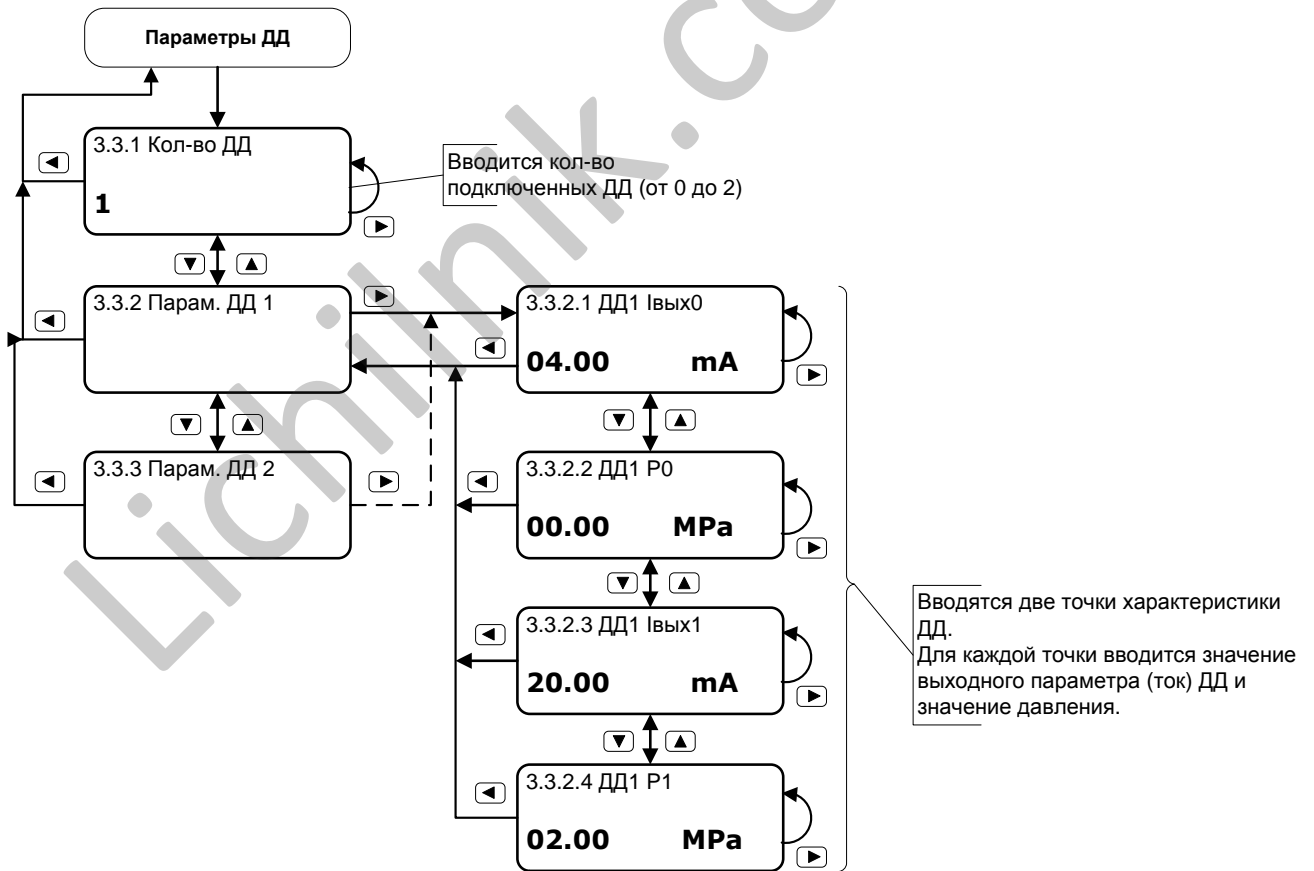 Параметры ДД
3.3.1 Кол-во ДД
1
Вводится кол-во
подключенных ДД (от 0 до 2)
3.3.2 Парам. ДД 1
3.3.3 Парам. ДД 2
3.3.2.1 ДД1 Iвых0
04.00 mA
3.3.2.2 ДД1 P0
00.00 MPa
3.3.2.3 ДД1 Iвых1
20.00 mA
3.3.2.4 ДД1 P1
02.00 MPa
Вводятся две точки характеристики
ДД.
Для каждой точки вводится значение
выходного параметра (ток) ДД и
значение давления.
Lichilnik.co